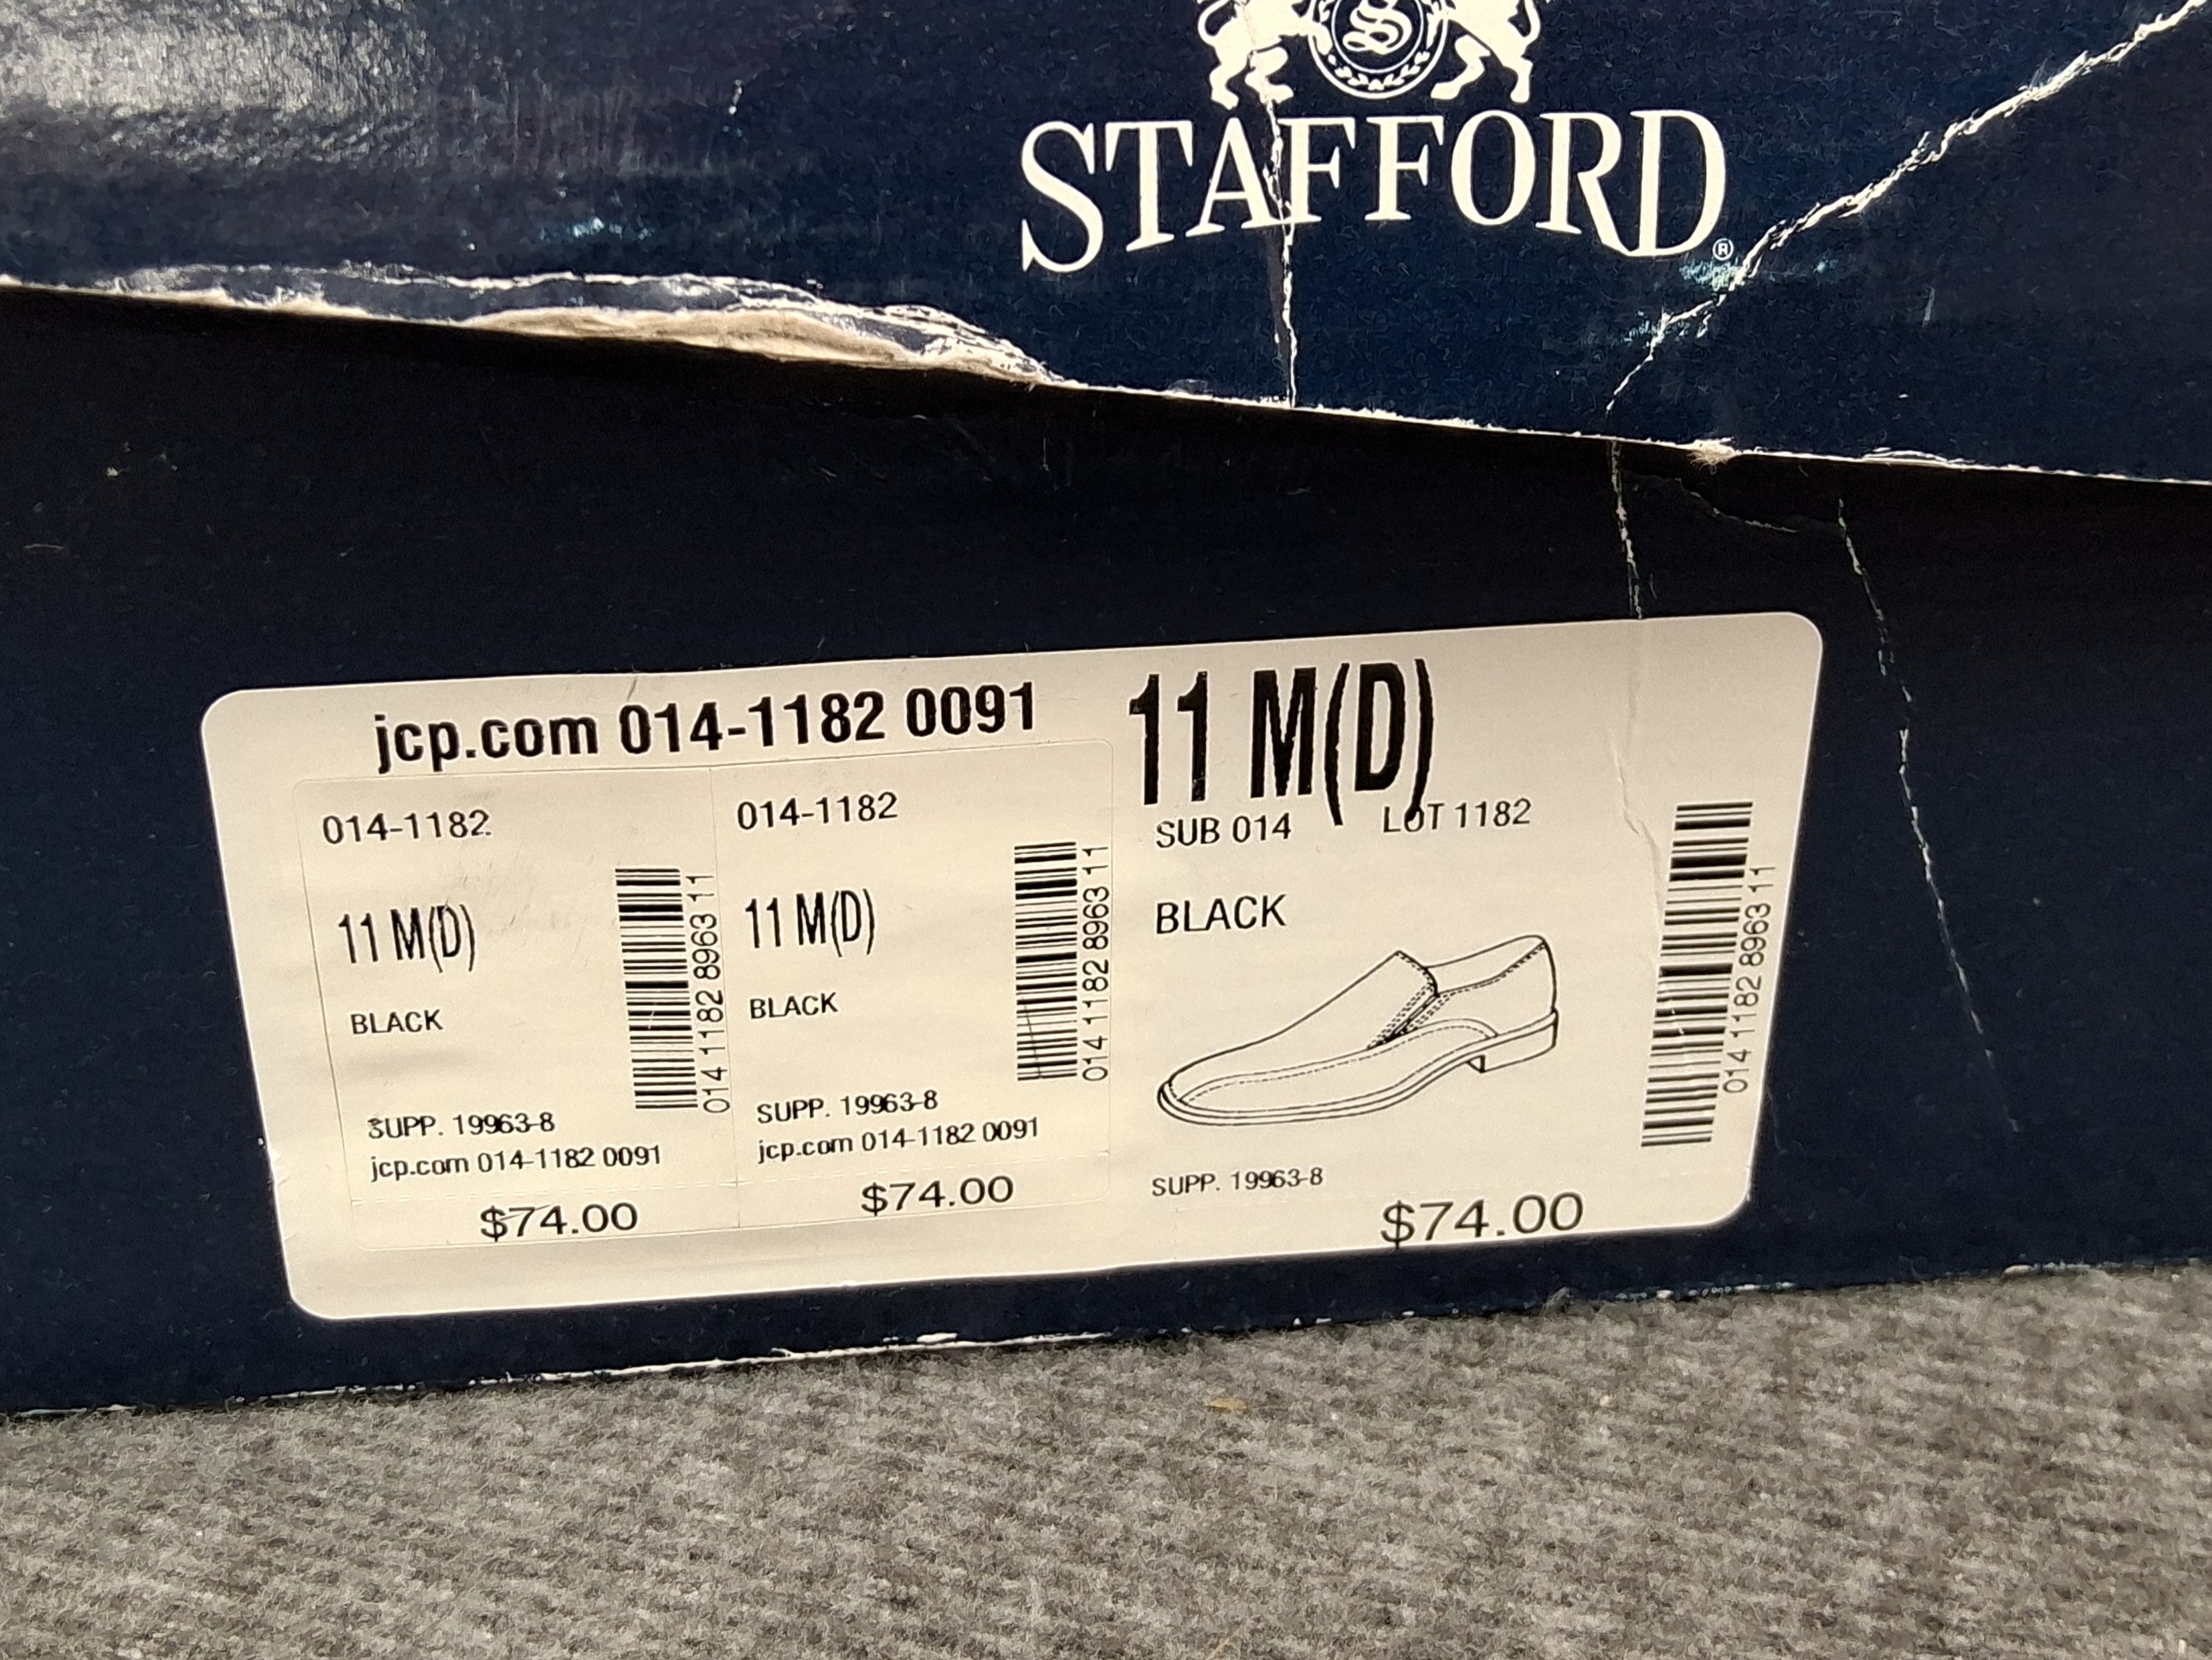 S
STAFFORD®
jcp.com 014-1182 0091
014-1182
11 M(D)
BLACK
014 1182 8963 11
SUPP. 19963-8
jcp.com 014-1182 0091
$74.00
014-1182
11 M(D)
BLACK
014 1182 8963 11
SUPP. 19963-8
jcp.com 014-1182 0091
$74.00
11 M(D)
SUB 014 LOT 1182
BLACK
014 1182 8963 11
SUPP. 19963-8
$74.00